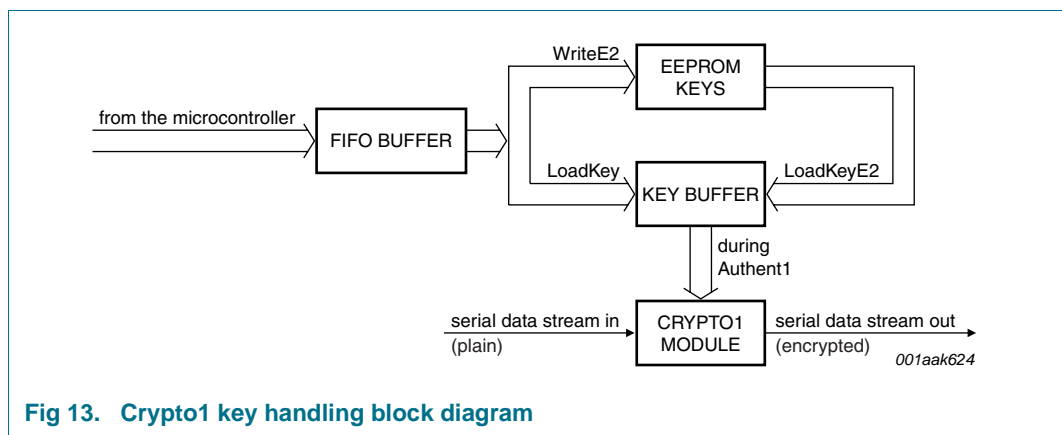 WriteE2
EEPROM
KEYS
from the microcontroller
FIFO BUFFER
LoadKey
KEY BUFFER
LoadKeyE2
during
Authent1
serial data stream in
(plain)
CRYPTO1
MODULE
serial data stream out
(encrypted)
001aak624
Fig 13. Crypto1 key handling block diagram